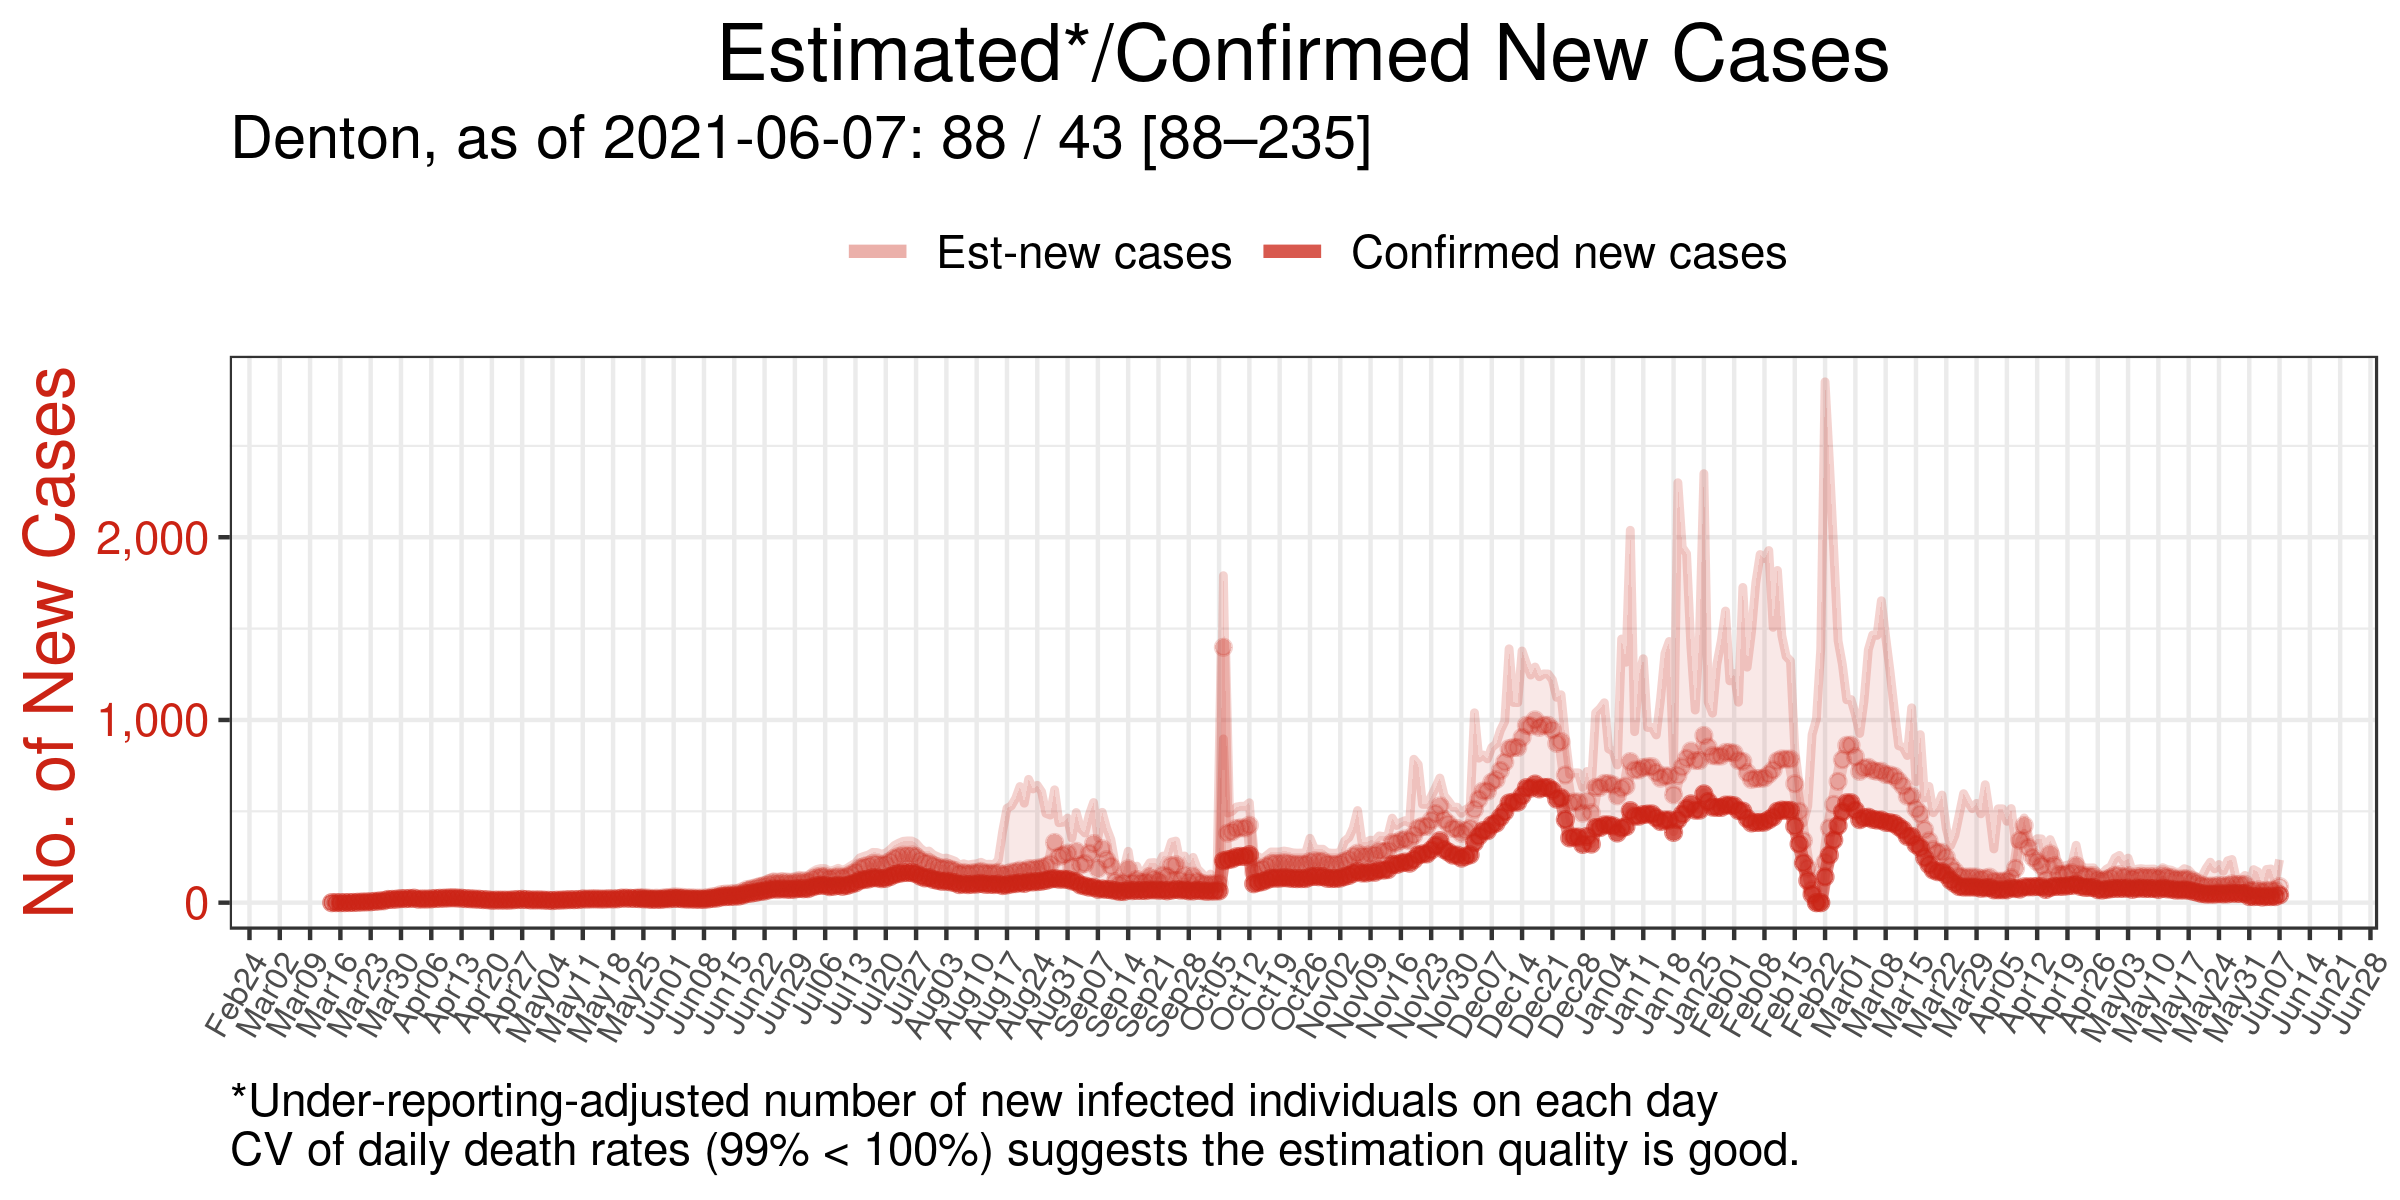 Estimated*/Confirmed New Cases
Denton, as of 2021-06-07: 88 / 43 [88–235]
Est-new cases Confirmed new cases
No. of New Cases
2,000
1,000
0
Feb24 Mar02 Mar09 Mar16 Mar23 Mar30 Apr06 Apr13 Apr20 Apr27 May04 May11 May18 May25 Jun01 Jun08 Jun15 Jun22 Jun29 Jul06 Jul13 Jul20 Jul27 Aug03 Aug10 Aug17 Aug24 Aug31 Sep07 Sep14 Sep21 Sep28 Oct05 Oct12 Oct19 Oct26 Nov02 Nov09 Nov16 Nov23 Nov30 Dec07 Dec14 Dec21 Dec28 Jan04 Jan11 Jan18 Jan25 Feb01 Feb08 Feb15 Feb22 Mar01 Mar08 Mar15 Mar22 Mar29 Apr05 Apr12 Apr19 Apr26 May03 May10 May17 May24 May31 Jun07 Jun14 Jun21 Jun28
*Under-reporting-adjusted number of new infected individuals on each day
CV of daily death rates (99% < 100%) suggests the estimation quality is good.